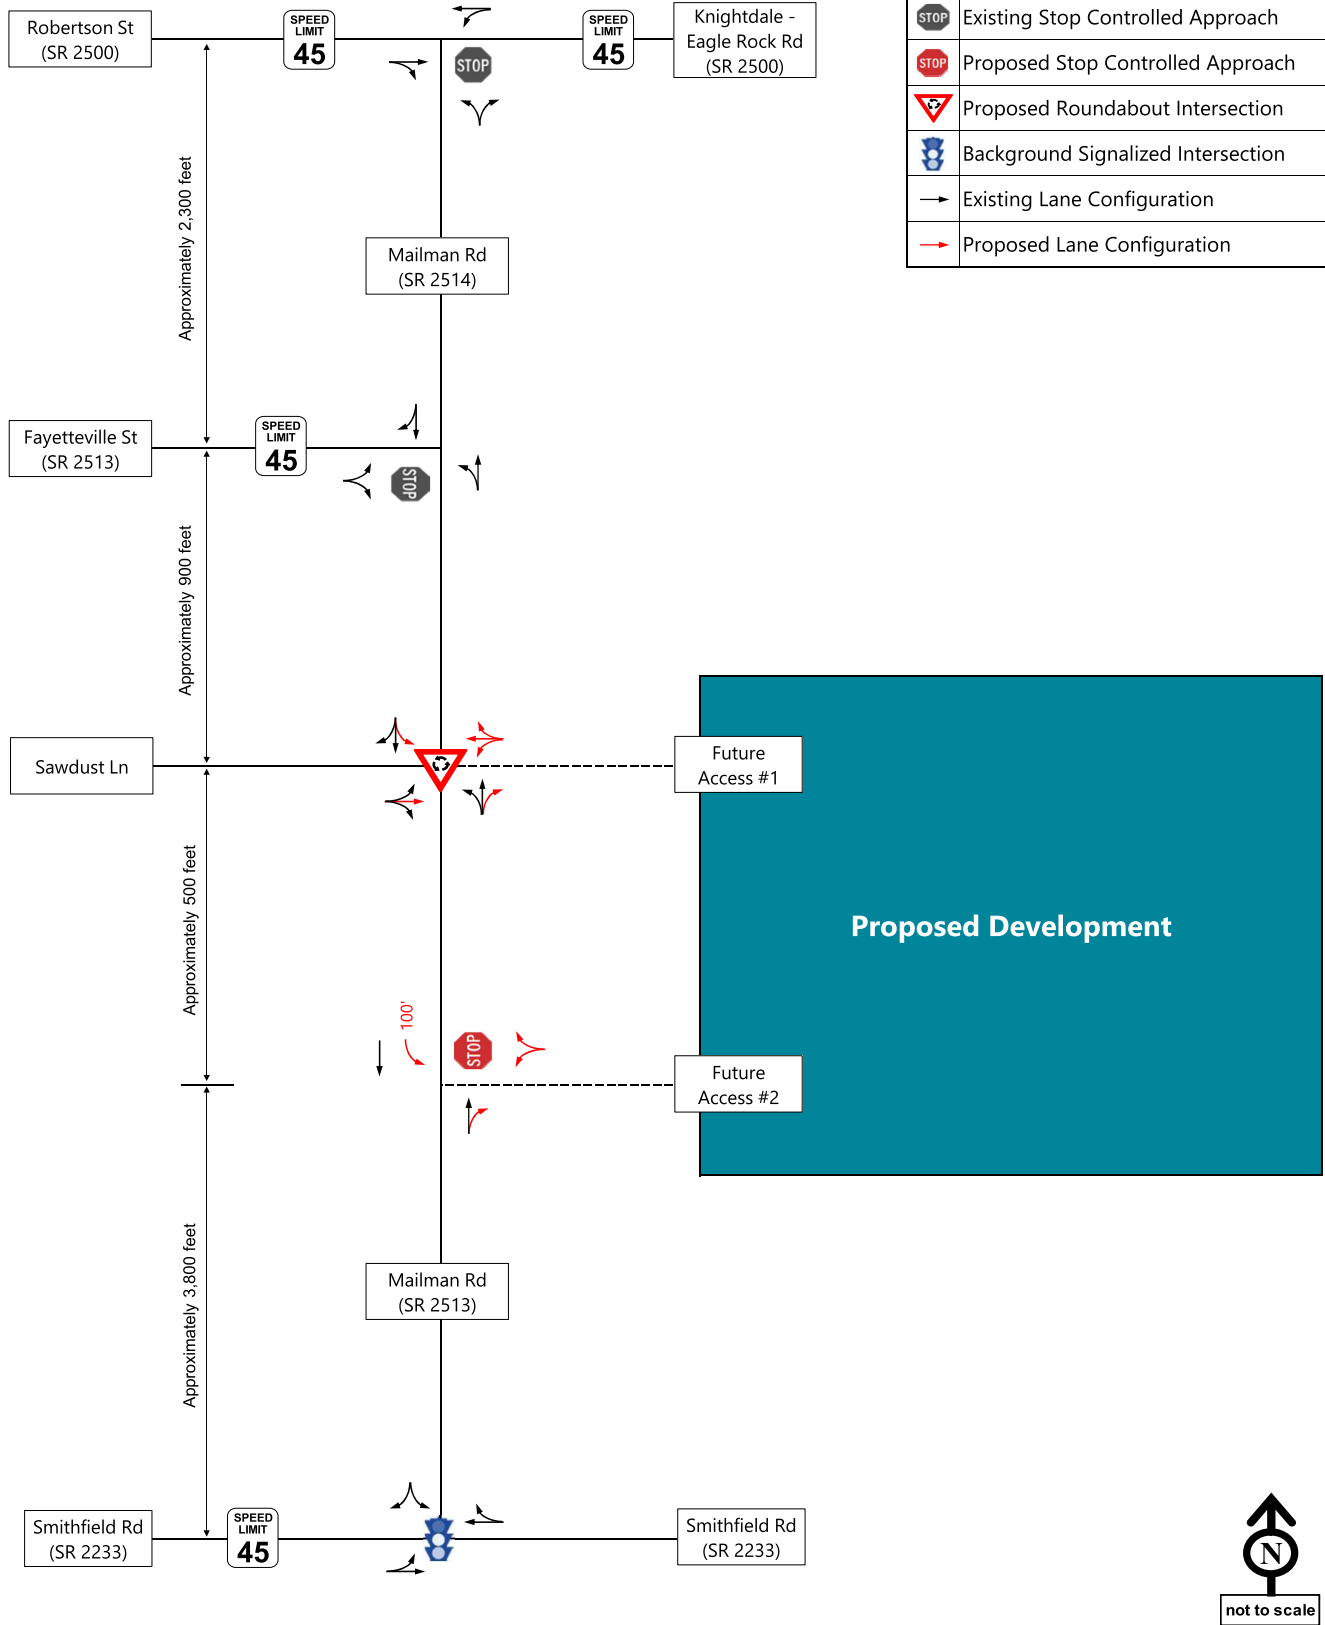 Robertson St
(SR 2500)
SPEED
LIMIT
45
SPEED
LIMIT
45
Knightdale -
Eagle Rock Rd
(SR 2500)
STOP
STOP
Existing Stop Controlled Approach
STOP
Proposed Stop Controlled Approach
Proposed Roundabout Intersection
Background Signalized Intersection
Existing Lane Configuration
Proposed Lane Configuration
Approximately 2,300 feet
Mailman Rd
(SR 2514)
Fayetteville St
(SR 2513)
SPEED
LIMIT
45
STOP
Approximately 900 feet
Sawdust Ln
Future
Access #1
Approximately 500 feet
Proposed Development
100'
STOP
Future
Access #2
Approximately 3,800 feet
Mailman Rd
(SR 2513)
Smithfield Rd
(SR 2233)
SPEED
LIMIT
45
Smithfield Rd
(SR 2233)
N
not to scale